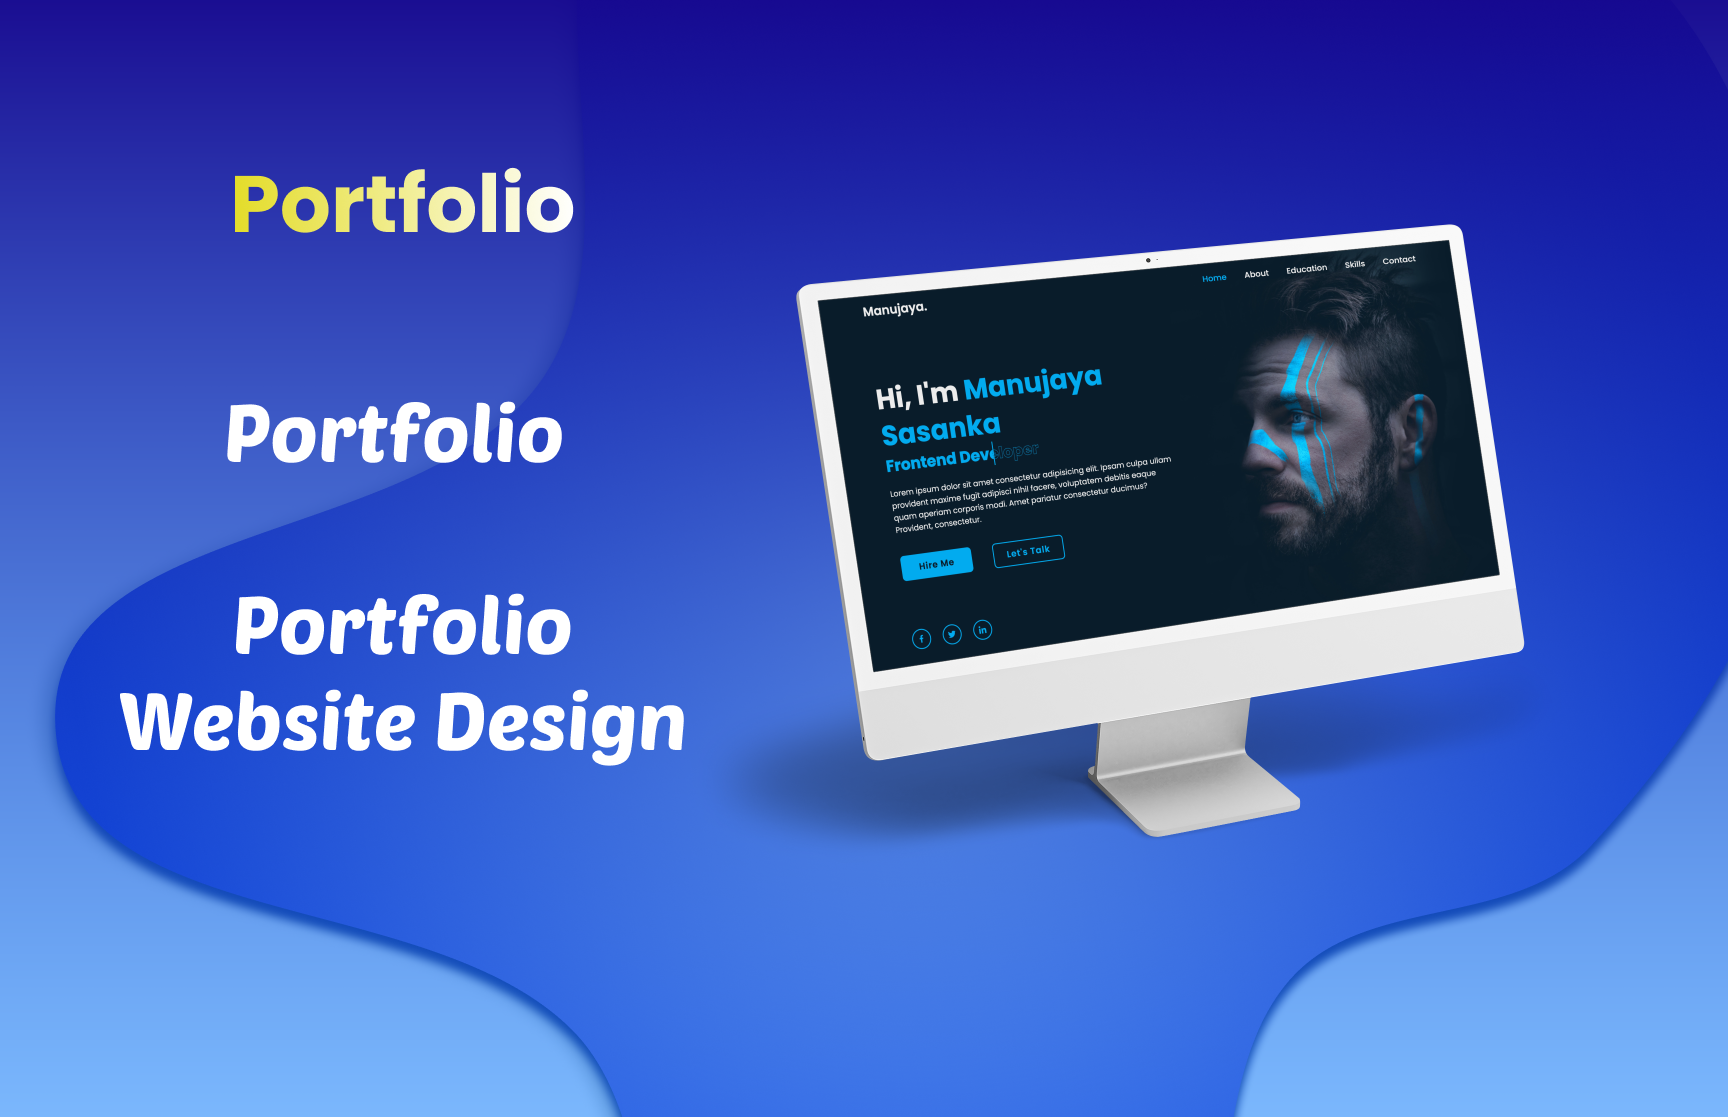 Portfolio
Portfolio
Portfolio
Website Design
Manujaya.
Home About Education Skills Contact
Hi, I'm Manujaya
Sasanka
Frontend Developer
Lorem ipsum dolor sit amet consectetur adipisicing elit. Ipsam culpa ullam
provident maxime fugit adipisci nihil facere, voluptatem debitis eaque
quam aperiam corporis modi. Amet pariatur consectetur ducimus?
Provident, consectetur.
Hire Me Let's Talk